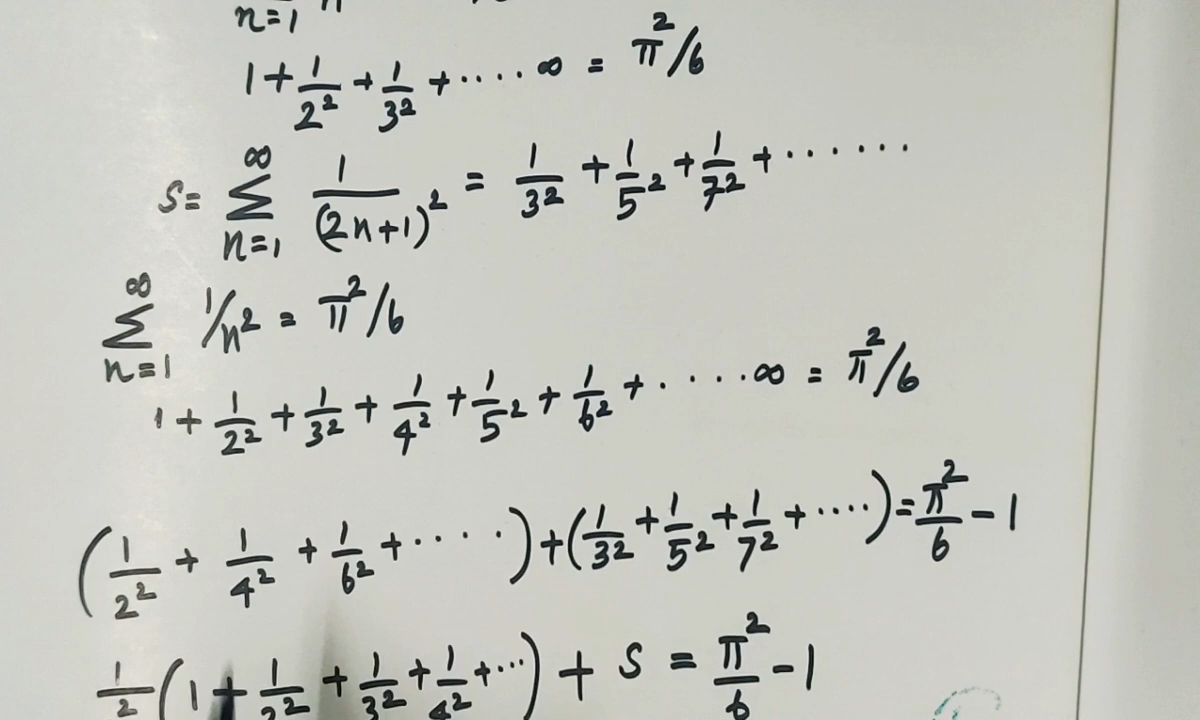 n=1
1 + 1/2² + 1/3² + ····∞ = π²/6
S = ∞Σn=1 1/(2n+1)² = 1/3² + 1/5² + 1/7² + ······
∞Σn=1 1/n² = π²/6
1 + 1/2² + 1/3² + 1/4² + 1/5² + 1/6² + ·····∞ = π²/6
(1/2² + 1/4² + 1/6² + ·····) + (1/3² + 1/5² + 1/7² + ····) = π²/6 - 1
1/2 (1 + 1/2² + 1/3² + 1/4² + ···) + S = π²/6 - 1